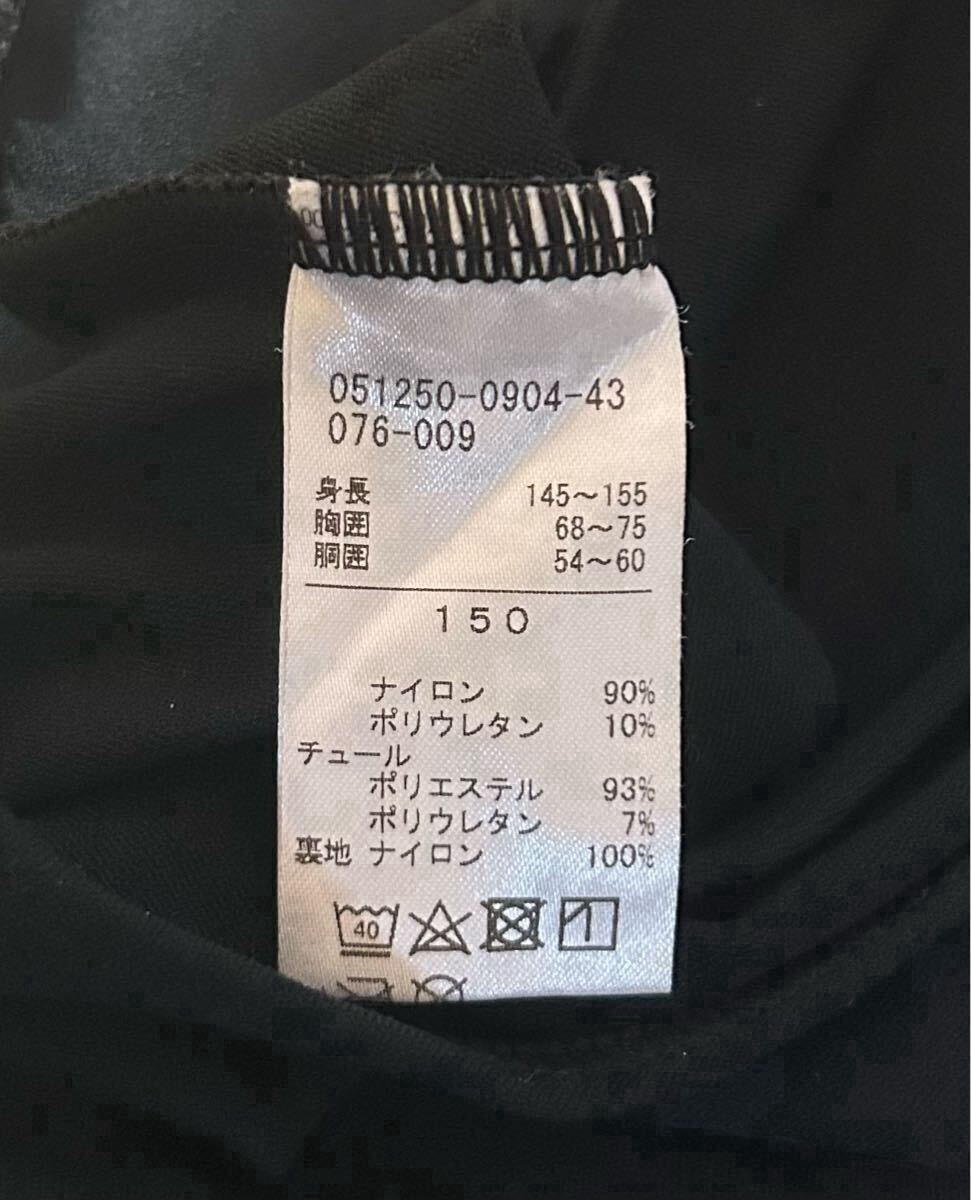 051250-0904-43
076-009
身長 145～155
胸囲 68～75
胴囲 54～60
150
ナイロン 90%
ポリウレタン 10%
チュール
ポリエステル 93%
ポリウレタン 7%
裏地 ナイロン 100%
40